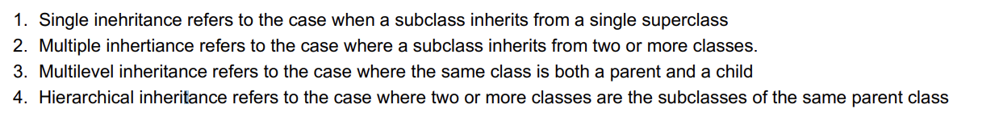 1. Single inehritance refers to the case when a subclass inherits from a single superclass
2. Multiple inhertiance refers to the case where a subclass inherits from two or more classes.
3. Multilevel inheritance refers to the case where the same class is both a parent and a child
4. Hierarchical inheritance refers to the case where two or more classes are the subclasses of the same parent class